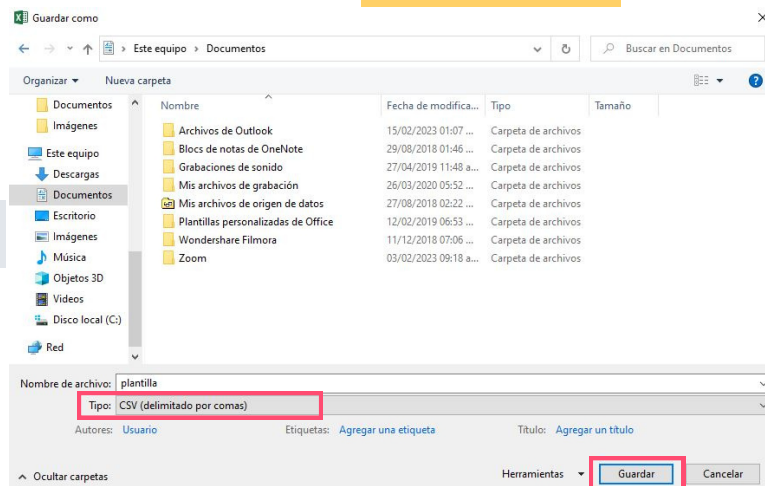 Guardar como
Este equipo > Documentos
Buscar en Documentos
Organizar Nueva carpeta
Documentos
Imágenes
Este equipo
Descargas
Documentos
Escritorio
Imágenes
Música
Objetos 3D
Videos
Disco local (C:)
Red
Nombre Fecha de modifica... Tipo Tamaño
Archivos de Outlook 15/02/2023 01:07 ... Carpeta de archivos
Blocs de notas de OneNote 29/08/2018 01:46 ... Carpeta de archivos
Grabaciones de sonido 27/04/2019 11:48 a... Carpeta de archivos
Mis archivos de grabación 26/03/2020 05:52 ... Carpeta de archivos
Mis archivos de origen de datos 27/08/2018 02:22 ... Carpeta de archivos
Plantillas personalizadas de Office 12/02/2019 06:53 ... Carpeta de archivos
Wondershare Filmora 11/12/2018 07:06 ... Carpeta de archivos
Zoom 03/02/2023 09:18 a... Carpeta de archivos
Nombre de archivo: plantilla
Tipo: CSV (delimitado por comas)
Autores: Usuario Etiquetas: Agregar una etiqueta Título: Agregar un título
Ocultar carpetas Herramientas Guardar Cancelar